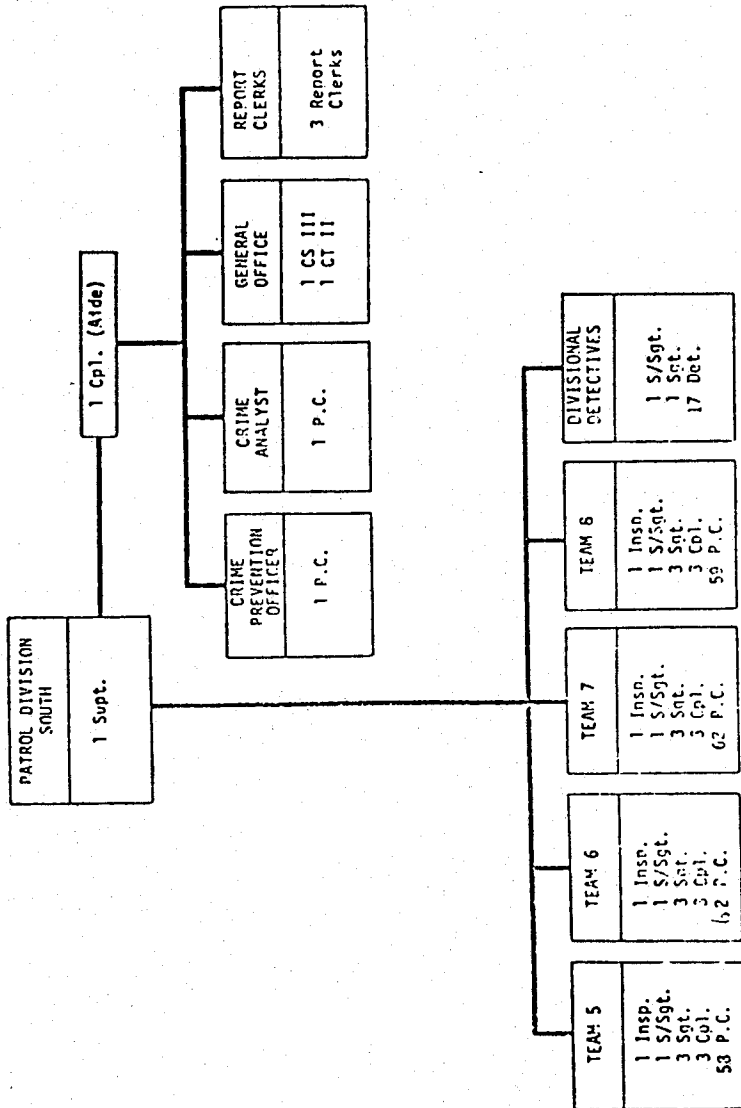 PATROL DIVISION
SOUTH
1 Supt.
1 Cpl. (Aide)
CRIME
PREVENTION
OFFICER
1 P.C.
CRIME
ANALYST
1 P.C.
GENERAL
OFFICE
1 CS III
1 CT II
REPORT
CLERKS
3 Report
Clerks
TEAM 5
1 Insp.
1 S/Sgt.
3 Sgt.
3 Cpl.
58 P.C.
TEAM 6
1 Insp.
1 S/Sgt.
3 Sgt.
3 Cpl.
62 P.C.
TEAM 7
1 Insp.
1 S/Sgt.
3 Sgt.
3 Cpl.
62 P.C.
TEAM
1 Insp.
1 S/Sgt.
3 Sgt.
3 Cpl.
59 P.C.
DIVISIONAL
DETECTIVES
1 S/Sgt.
1 Sgt.
17 Det.